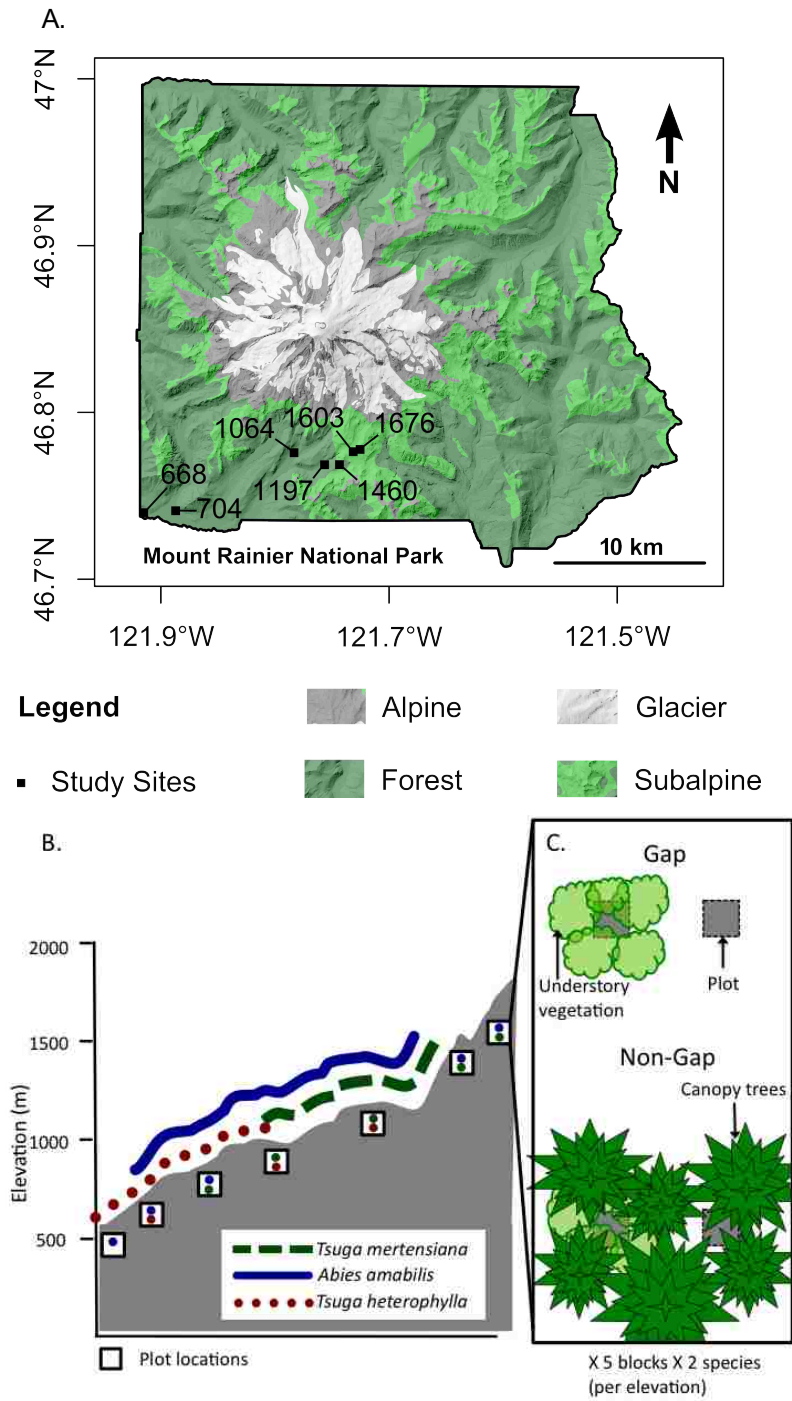 A.
47°N
46.9°N
46.8°N
46.7°N
N
1603
1676
1064
668
1197
1460
704
Mount Rainier National Park
10 km
121.9°W
121.7°W
121.5°W
Legend
Alpine
Glacier
Study Sites
Forest
Subalpine
B.
C.
Gap
Understory
vegetation
Plot
Non-Gap
Canopy trees
2000
1500
1000
500
Elevation (m)
Tsuga mertensiana
Abies amabilis
Tsuga heterophylla
Plot locations
X 5 blocks X 2 species
(per elevation)